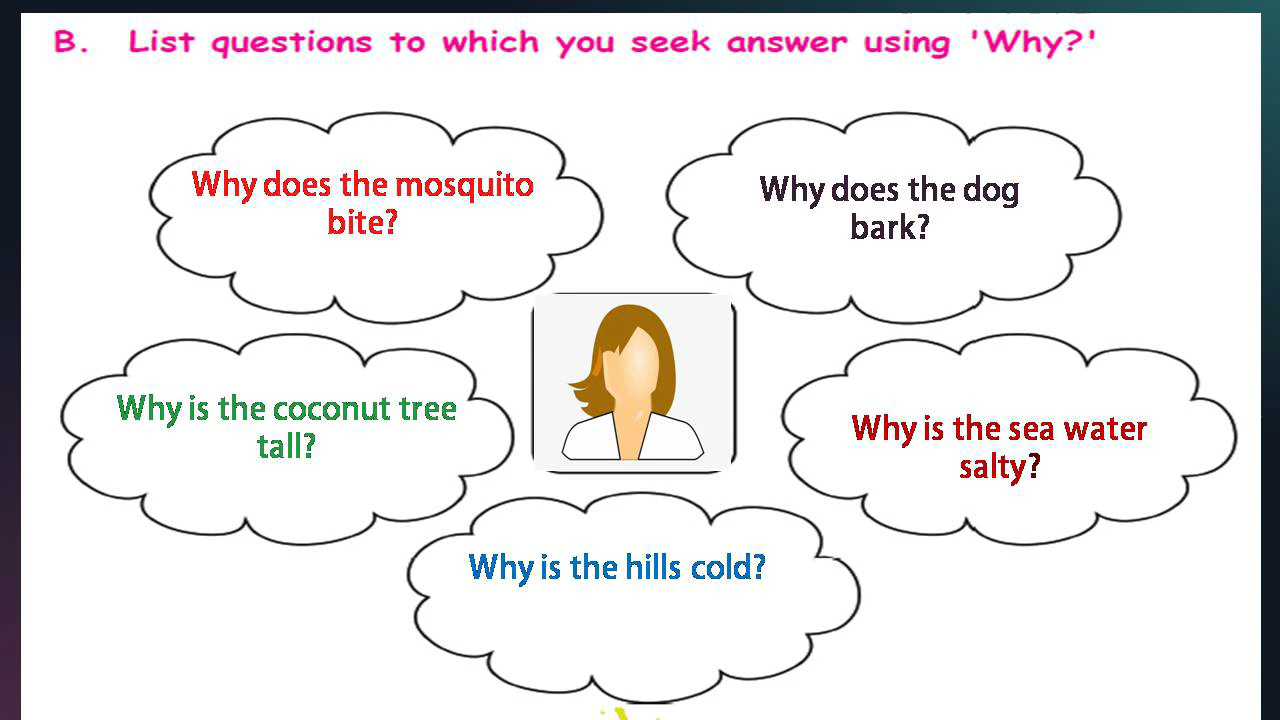 B. List questions to which you seek answer using 'Why?'
Why does the mosquito
bite?
Why does the dog
bark?
Why is the coconut tree
tall?
Why is the sea water
salty?
Why is the hills cold?